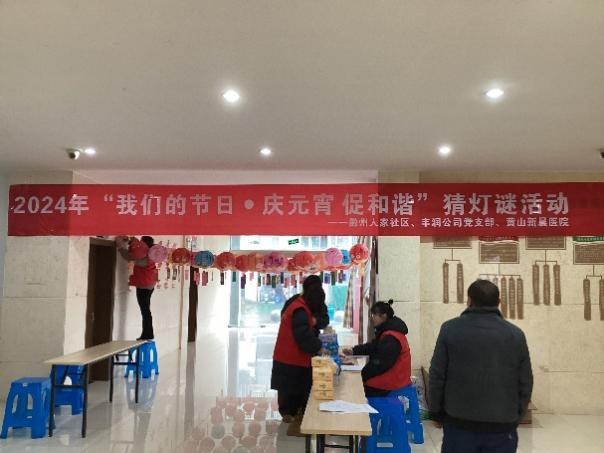 2024年“我们的节日•庆元宵 促和谐”猜灯谜活动
——徽州人家社区、丰润公司党支部、黄山新晨医院